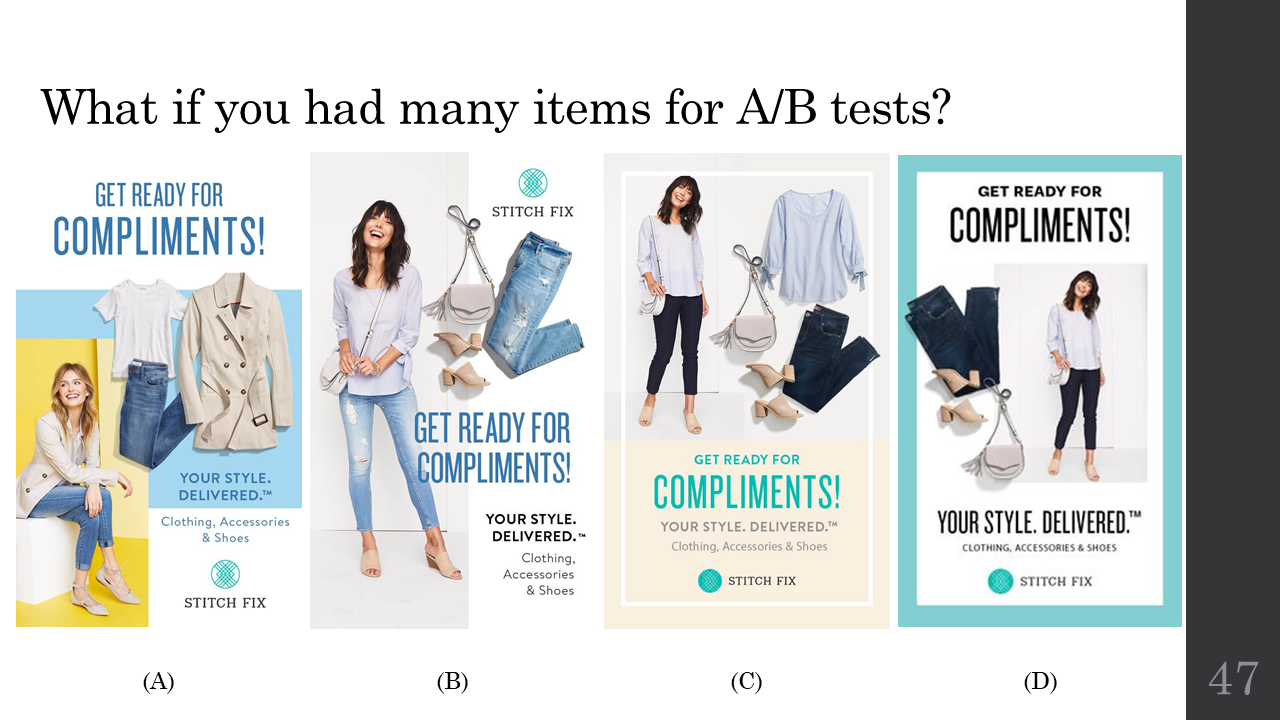 What if you had many items for A/B tests?
GET READY FOR
COMPLIMENTS!
YOUR STYLE.
DELIVERED.™
Clothing, Accessories
& Shoes
STITCH FIX
STITCH FIX
GET READY FOR
COMPLIMENTS!
YOUR STYLE.
DELIVERED.™
Clothing,
Accessories
& Shoes
GET READY FOR
COMPLIMENTS!
YOUR STYLE. DELIVERED.™
Clothing, Accessories & Shoes
STITCH FIX
GET READY FOR
COMPLIMENTS!
YOUR STYLE. DELIVERED.™
CLOTHING, ACCESSORIES & SHOES
STITCH FIX
(A)
(B)
(C)
(D)
47